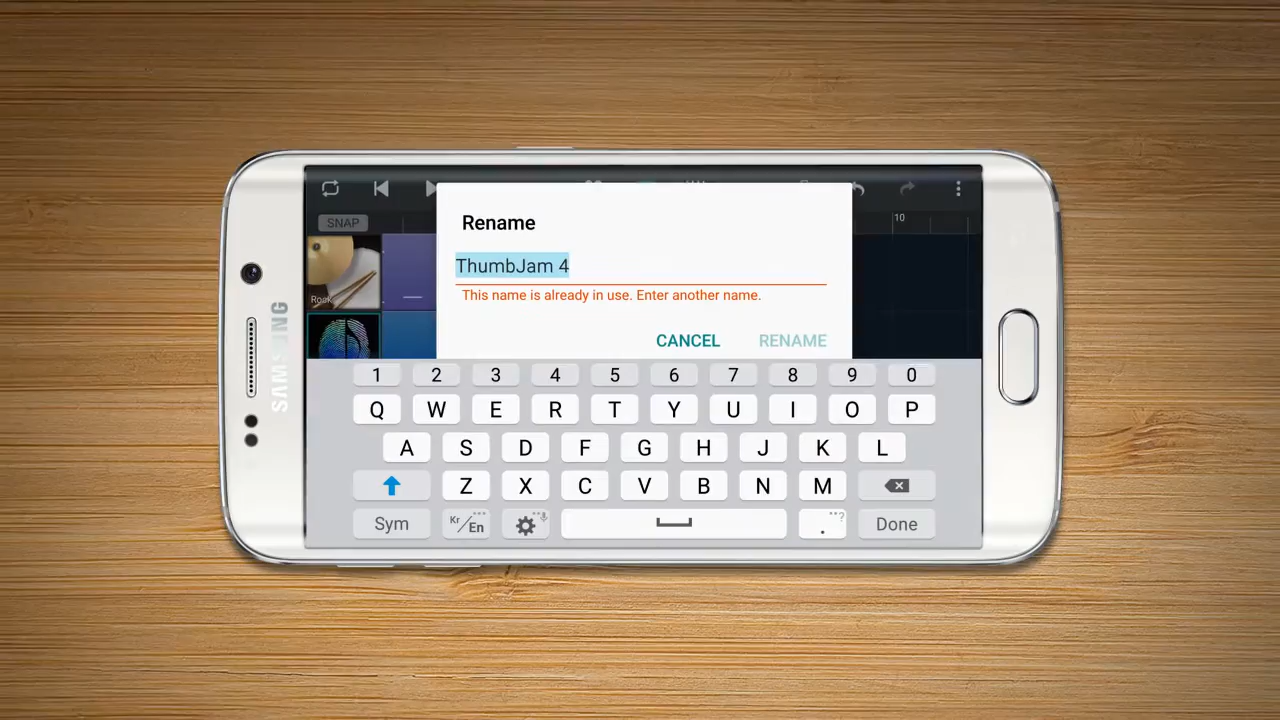 SNAP
10
Rename
ThumbJam 4
This name is already in use. Enter another name.
CANCEL RENAME
SAMSUNG
1 2 3 4 5 6 7 8 9 0
Q W E R T Y U I O P
A S D F G H J K L
Z X C V B N M
Sym Kr/En . Done